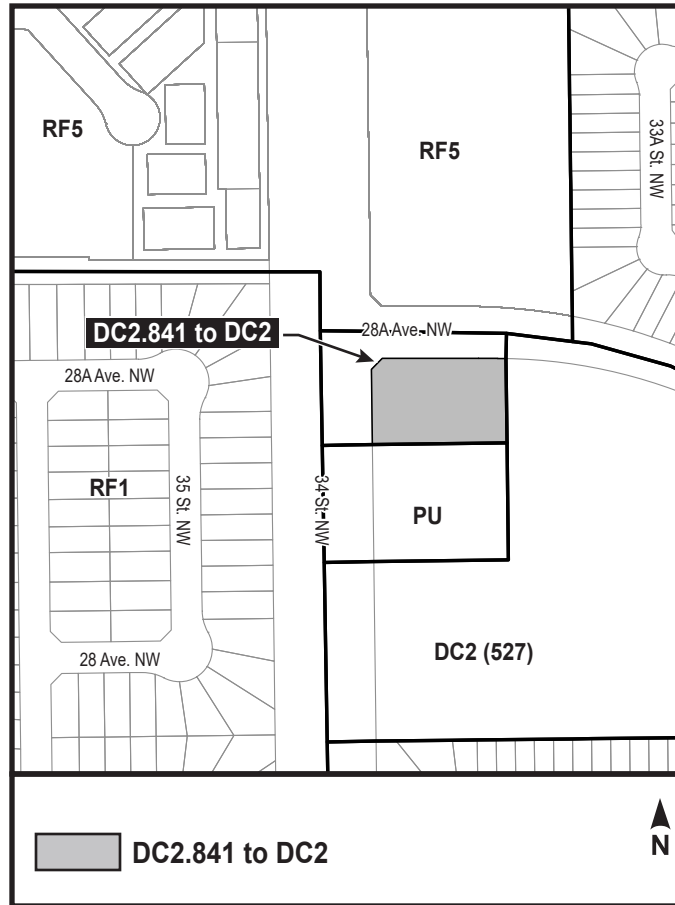 RF5
RF5
33A St. NW
28A Ave. NW
DC2.841 to DC2
28A Ave. NW
RF1
35 St. NW
34 St. NW
PU
28 Ave. NW
DC2 (527)
DC2.841 to DC2
N